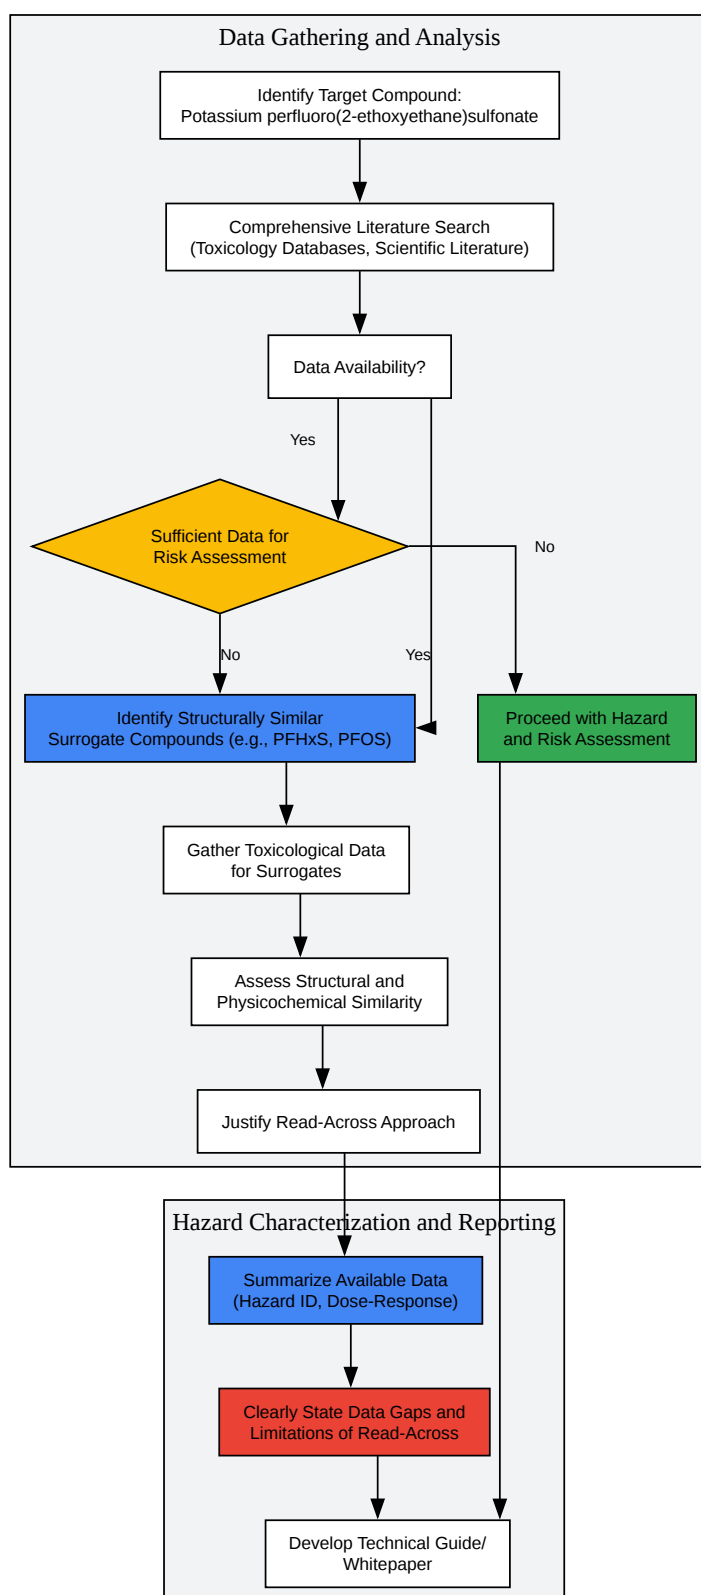 Data Gathering and Analysis
Identify Target Compound:
Potassium perfluoro(2-ethoxyethane)sulfonate
Comprehensive Literature Search
(Toxicology Databases, Scientific Literature)
Data Availability?
Yes
Sufficient Data for
Risk Assessment
No
No
Yes
Identify Structurally Similar
Surrogate Compounds (e.g., PFHxS, PFOS)
Proceed with Hazard
and Risk Assessment
Gather Toxicological Data
for Surrogates
Assess Structural and
Physicochemical Similarity
Justify Read-Across Approach
Hazard Characterization and Reporting
Summarize Available Data
(Hazard ID, Dose-Response)
Clearly State Data Gaps and
Limitations of Read-Across
Develop Technical Guide/
Whitepaper